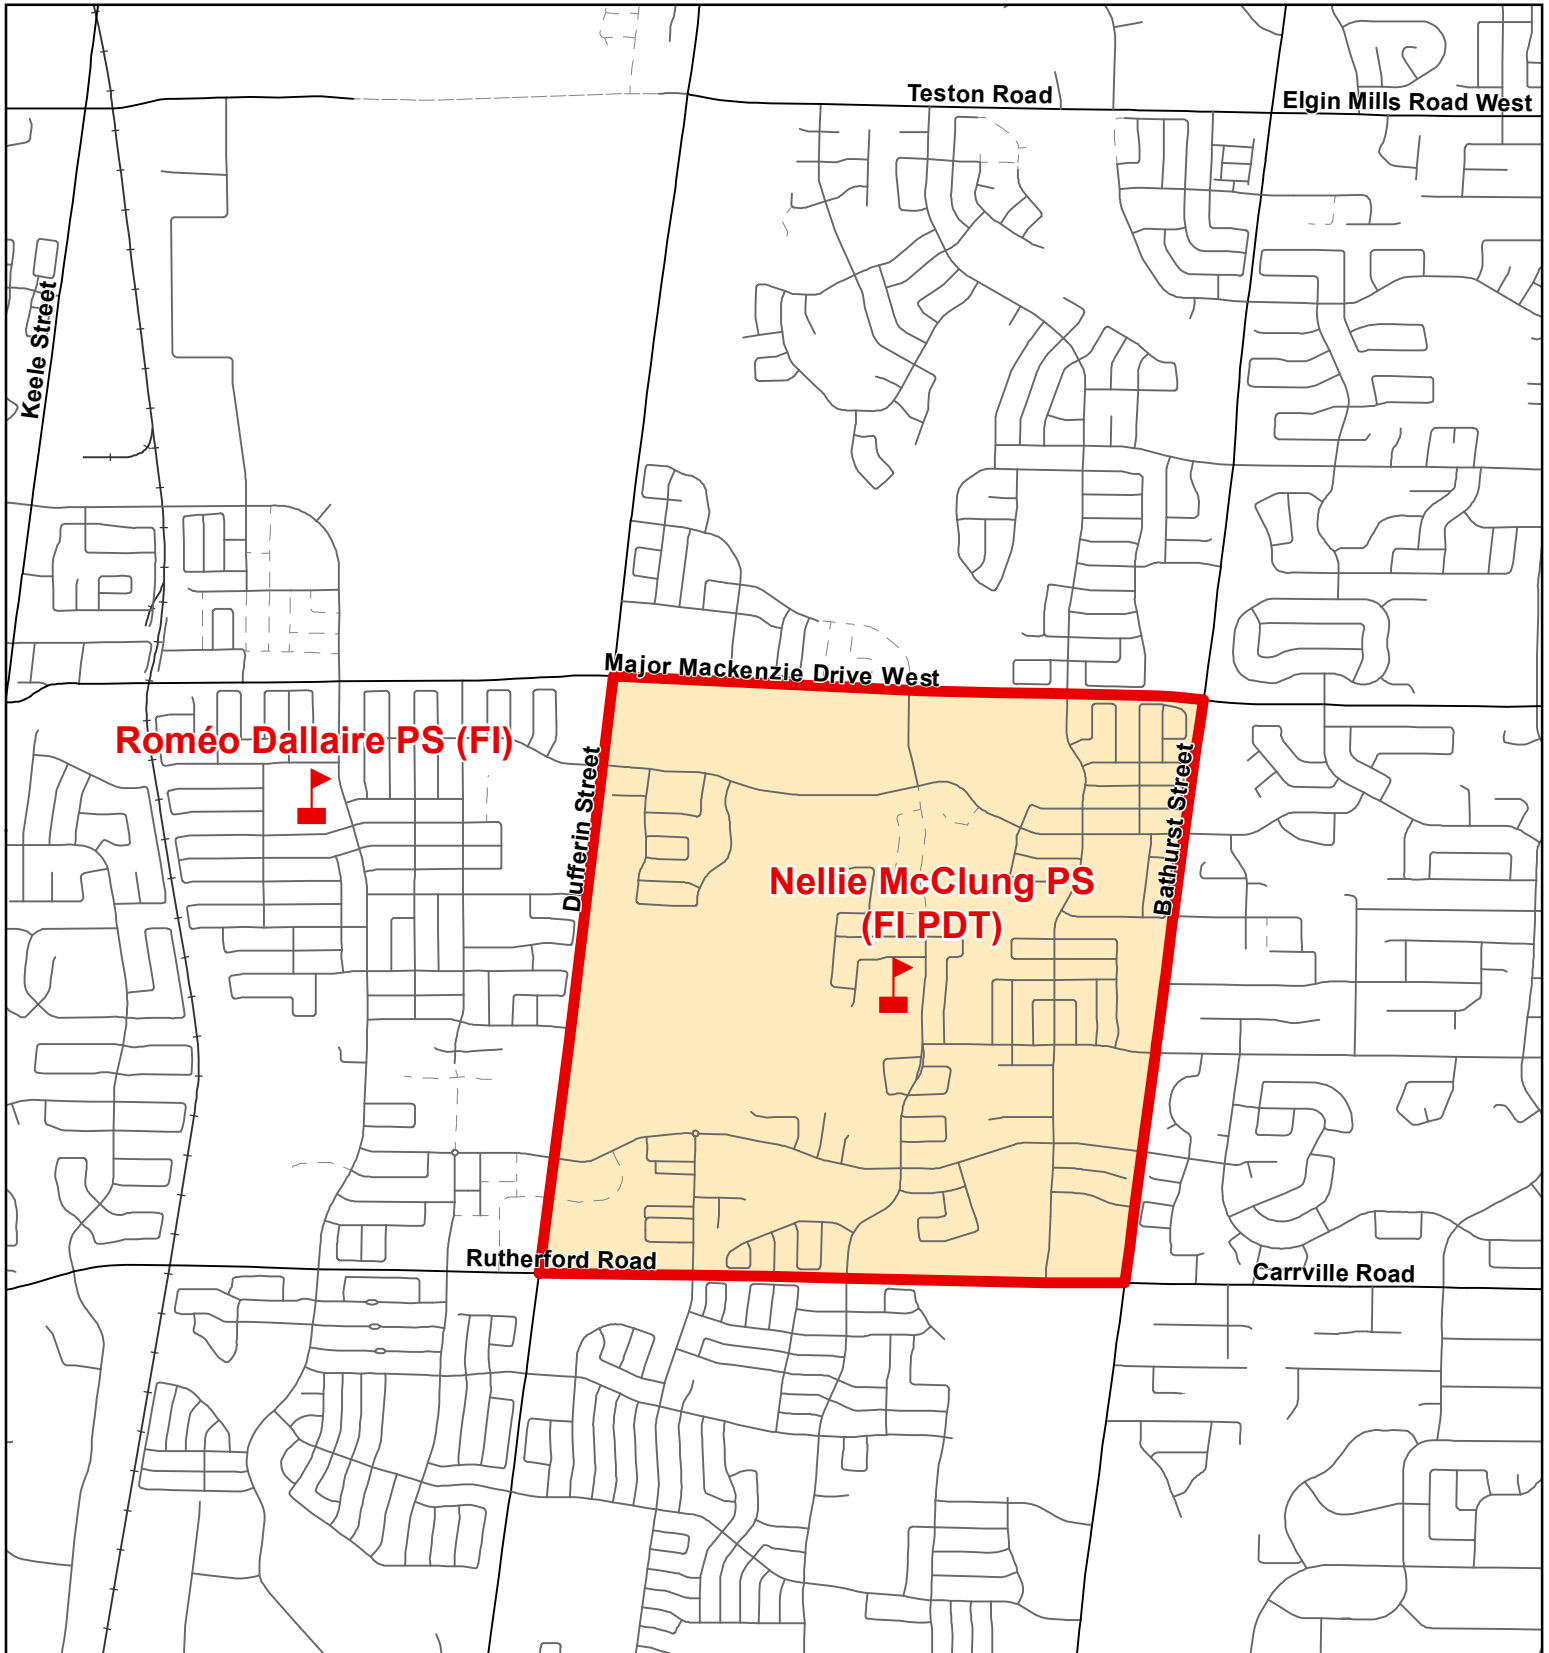 Teston Road
Elgin Mills Road West
Keele Street
Major Mackenzie Drive West
Roméo Dallaire PS (FI)
Dufferin Street
Bathurst Street
Nellie McClung PS
(FI PDT)
Rutherford Road
Carrville Road